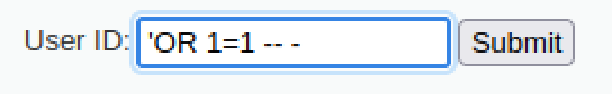 User ID: 'OR 1=1 -- - Submit